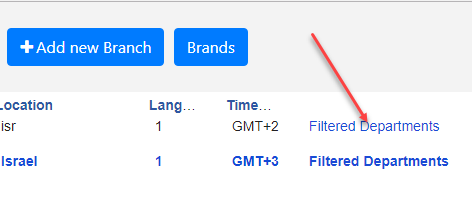 +Add new Branch Brands
Location Lang... Time...
isr 1 GMT+2 Filtered Departments
Israel 1 GMT+3 Filtered Departments